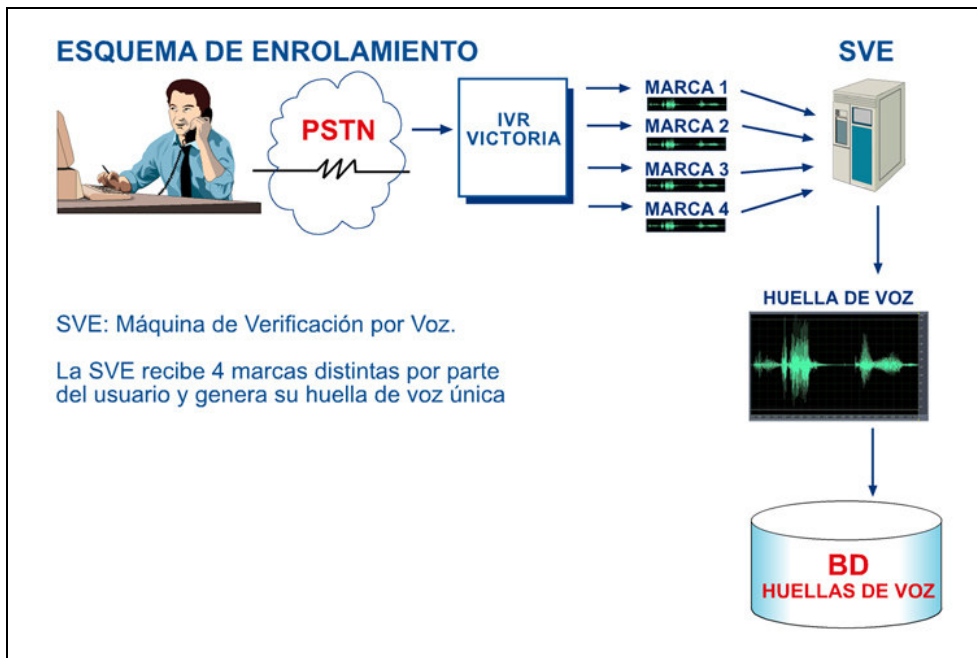 ESQUEMA DE ENROLAMIENTO
SVE
PSTN
IVR
VICTORIA
MARCA 1
MARCA 2
MARCA 3
MARCA 4
HUELLA DE VOZ
SVE: Máquina de Verificación por Voz.
La SVE recibe 4 marcas distintas por parte
del usuario y genera su huella de voz única
BD
HUELLAS DE VOZ